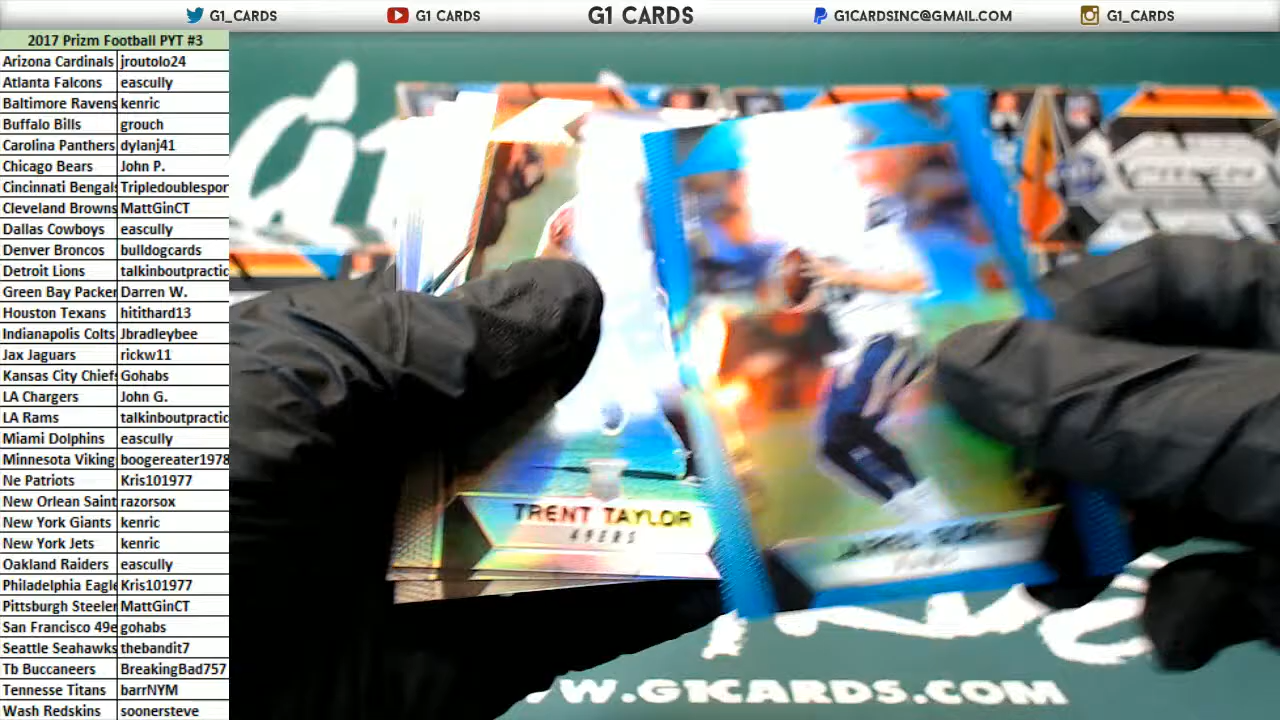 G1_CARDS
G1 CARDS
G1 CARDS
G1CARDSINC@GMAIL.COM
G1_CARDS
2017 Prizm Football PYT #3
Arizona Cardinals jroutolo24
Atlanta Falcons eascully
Baltimore Ravens kenric
Buffalo Bills grouch
Carolina Panthers dylanj41
Chicago Bears John P.
Cincinnati Bengals Tripledoublespor
Cleveland Browns MattGinCT
Dallas Cowboys eascully
Denver Broncos bulldogcards
Detroit Lions talkinboutpractic
Green Bay Packer Darren W.
Houston Texans hitithard13
Indianapolis Colts Jbradleybee
Jax Jaguars rickw11
Kansas City Chiefs Gohabs
LA Chargers John G.
LA Rams talkinboutpractic
Miami Dolphins eascully
Minnesota Viking boogereater1978
Ne Patriots Kris101977
New Orlean Saint razorsox
New York Giants kenric
New York Jets kenric
Oakland Raiders eascully
Philadelphia Eagle Kris101977
Pittsburgh Steeler MattGinCT
San Francisco 49e gohabs
Seattle Seahawks thebandit7
Tb Buccaneers BreakingBad757
Tennesse Titans barrNYM
Wash Redskins soonersteve
TRENT TAYLOR
49ERS
WW.G1CARDS.COM